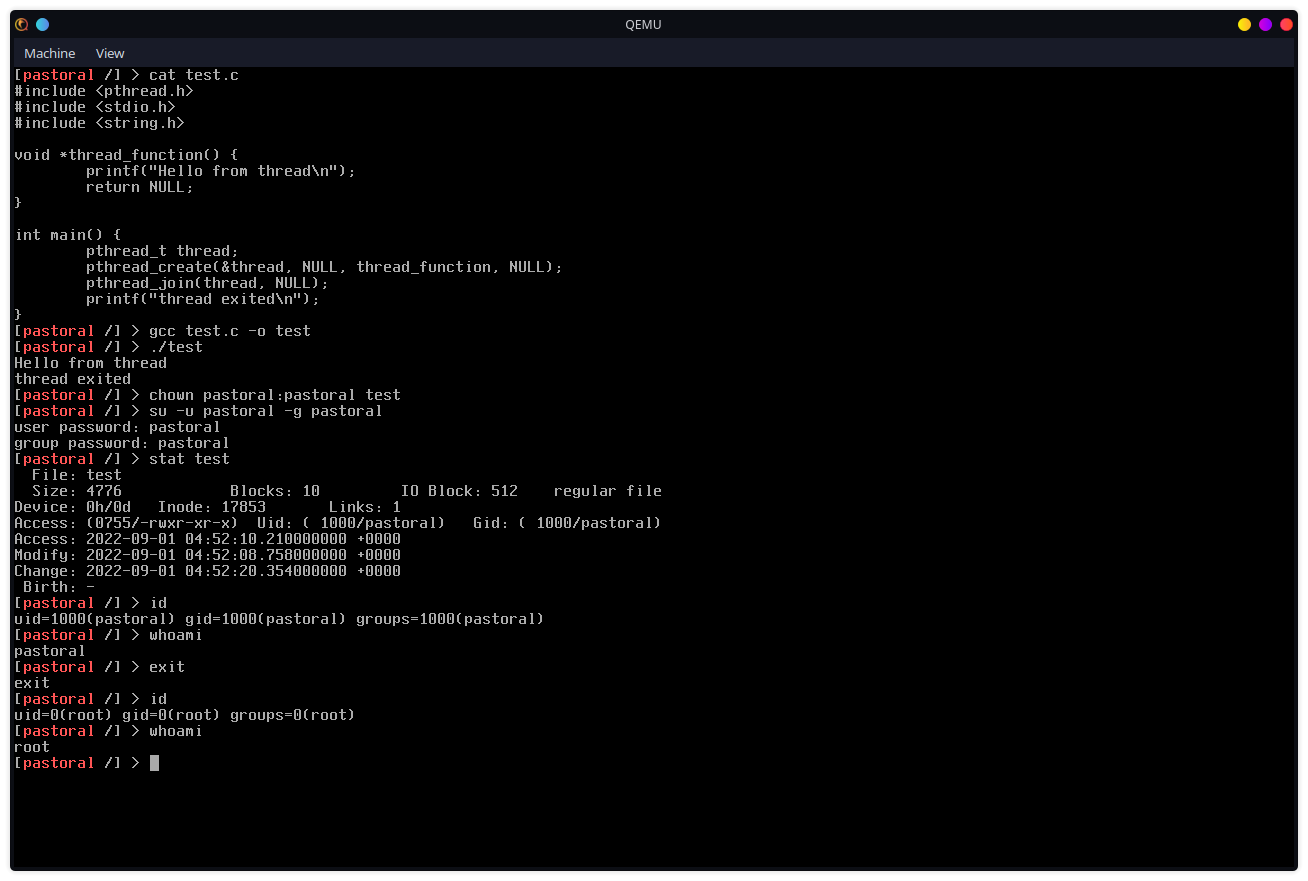 QEMU
Machine View
[pastoral /] > cat test.c
#include <pthread.h>
#include <stdio.h>
#include <string.h>

void *thread_function() {
        printf("Hello from thread\n");
        return NULL;
}

int main() {
        pthread_t thread;
        pthread_create(&thread, NULL, thread_function, NULL);
        pthread_join(thread, NULL);
        printf("thread exited\n");
}
[pastoral /] > gcc test.c -o test
[pastoral /] > ./test
Hello from thread
thread exited
[pastoral /] > chown pastoral:pastoral test
[pastoral /] > su -u pastoral -g pastoral
user password: pastoral
group password: pastoral
[pastoral /] > stat test
  File: test
  Size: 4776            Blocks: 10         IO Block: 512    regular file
Device: 0h/0d   Inode: 17853       Links: 1
Access: (0755/-rwxr-xr-x)  Uid: ( 1000/pastoral)   Gid: ( 1000/pastoral)
Access: 2022-09-01 04:52:10.210000000 +0000
Modify: 2022-09-01 04:52:08.758000000 +0000
Change: 2022-09-01 04:52:20.354000000 +0000
 Birth: -
[pastoral /] > id
uid=1000(pastoral) gid=1000(pastoral) groups=1000(pastoral)
[pastoral /] > whoami
pastoral
[pastoral /] > exit
exit
[pastoral /] > id
uid=0(root) gid=0(root) groups=0(root)
[pastoral /] > whoami
root
[pastoral /] >